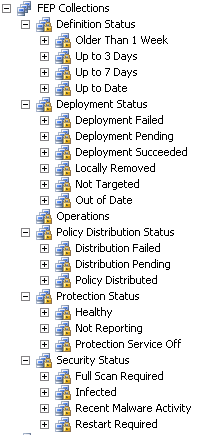 FEP Collections
Definition Status
Older Than 1 Week
Up to 3 Days
Up to 7 Days
Up to Date
Deployment Status
Deployment Failed
Deployment Pending
Deployment Succeeded
Locally Removed
Not Targeted
Out of Date
Operations
Policy Distribution Status
Distribution Failed
Distribution Pending
Policy Distributed
Protection Status
Healthy
Not Reporting
Protection Service Off
Security Status
Full Scan Required
Infected
Recent Malware Activity
Restart Required